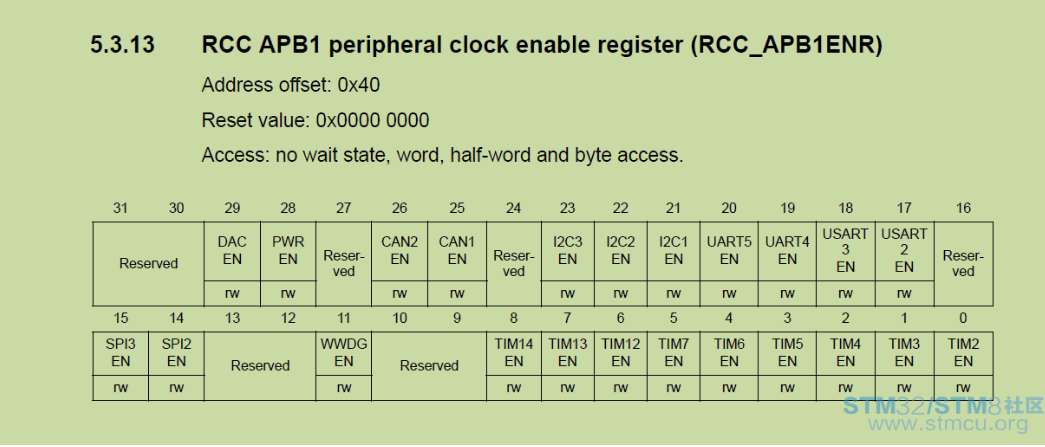 5.3.13 RCC APB1 peripheral clock enable register (RCC_APB1ENR)
Address offset: 0x40
Reset value: 0x0000 0000
Access: no wait state, word, half-word and byte access.
31 30 29 28 27 26 25 24 23 22 21 20 19 18 17 16
Reserved DAC EN PWR EN Reser-ved CAN2 EN CAN1 EN Reser-ved I2C3 EN I2C2 EN I2C1 EN UART5 EN UART4 EN USART 3 EN USART 2 EN Reser-ved
rw rw rw rw rw rw rw rw rw rw rw
15 14 13 12 11 10 9 8 7 6 5 4 3 2 1 0
SPI3 EN SPI2 EN Reserved WWDG EN Reserved TIM14 EN TIM13 EN TIM12 EN TIM7 EN TIM6 EN TIM5 EN TIM4 EN TIM3 EN TIM2 EN
rw rw rw rw rw rw rw rw rw rw rw rw
STM32/STM8社区
www.stmcu.org